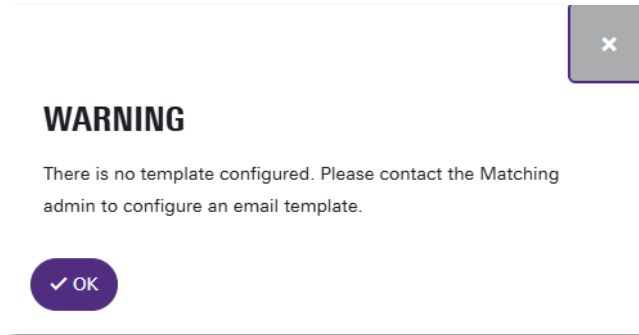 ×
WARNING
There is no template configured. Please contact the Matching
admin to configure an email template.
✓ OK